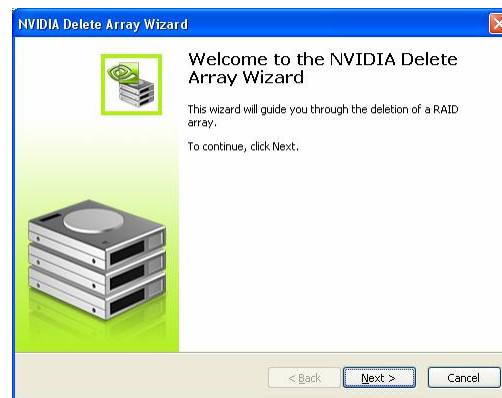 NVIDIA Delete Array Wizard
Welcome to the NVIDIA Delete
Array Wizard
This wizard will guide you through the deletion of a RAID
array.
To continue, click Next.
< Back
Next >
Cancel